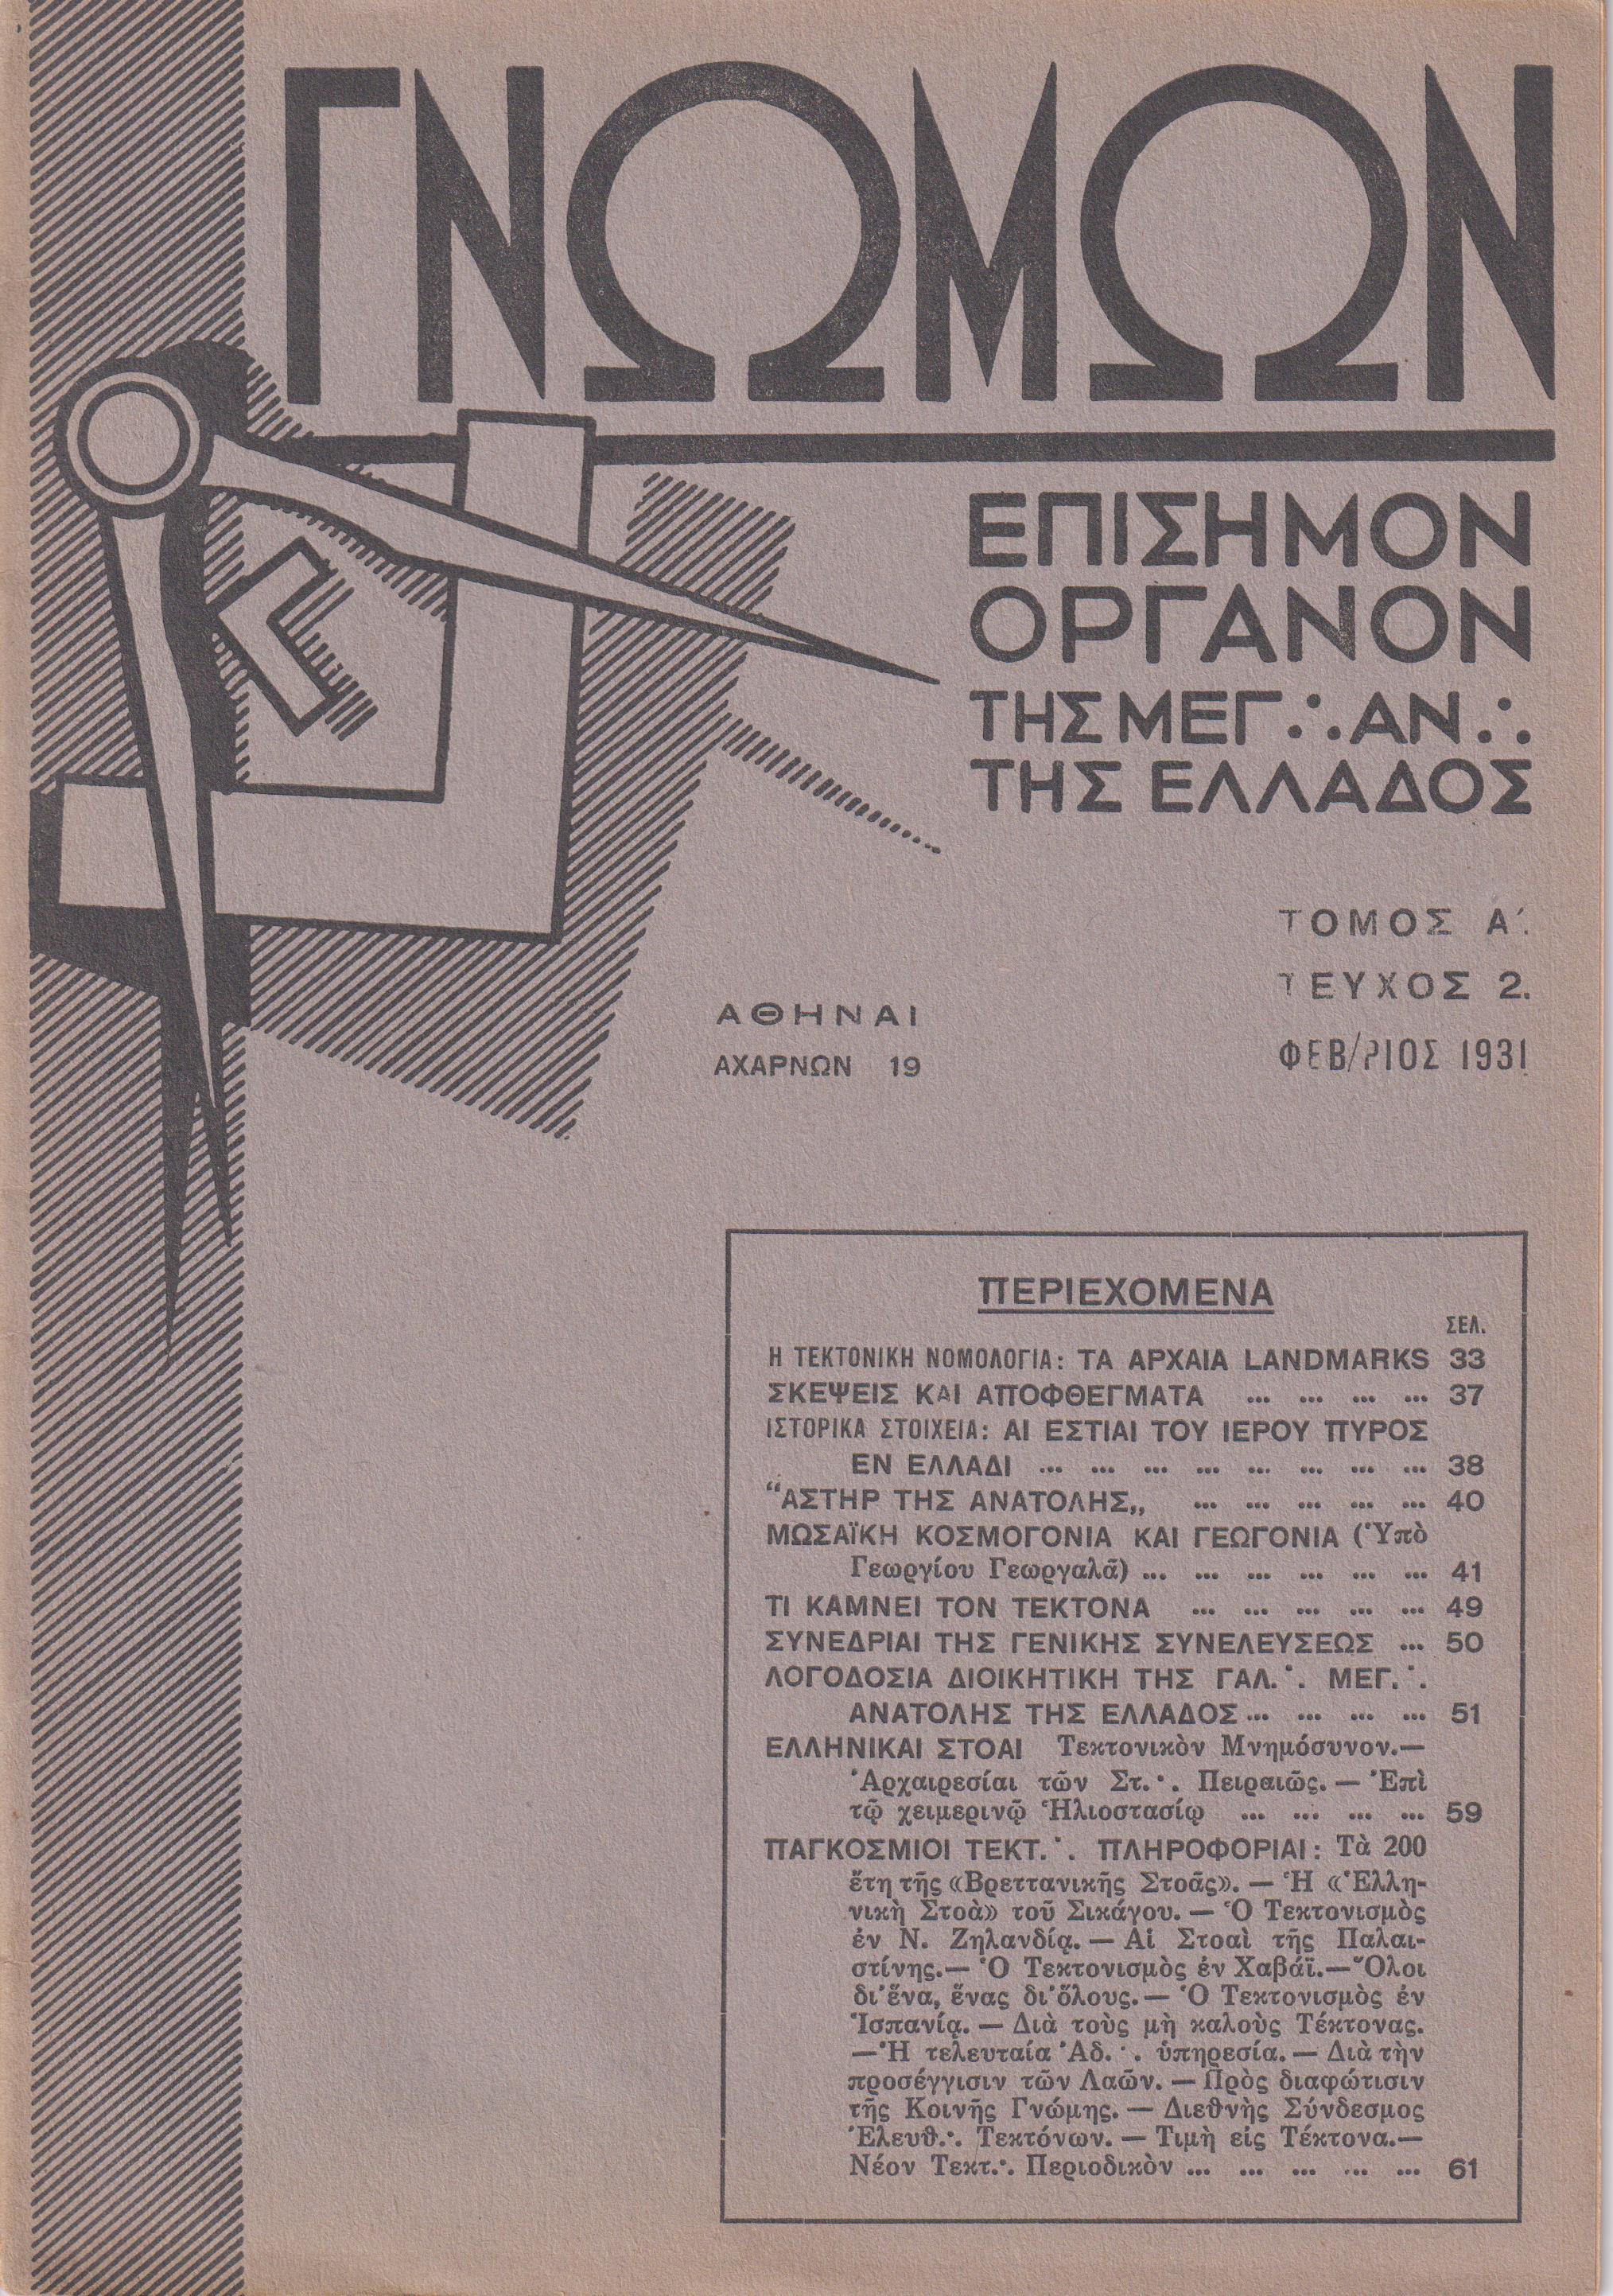 ΓΝΩΜΩΝ
ΕΠΙΣΗΜΟΝ
ΟΡΓΑΝΟΝ
ΤΗΣ ΜΕΓ∴ΑΝ∴
ΤΗΣ ΕΛΛΑΔΟΣ
ΤΟΜΟΣ Α΄.
ΤΕΥΧΟΣ 2.
ΦΕΒ/ΡΙΟΣ 1931
ΑΘΗΝΑΙ
ΑΧΑΡΝΩΝ 19
ΠΕΡΙΕΧΟΜΕΝΑ
ΣΕΛ.
Η ΤΕΚΤΟΝΙΚΗ ΝΟΜΟΛΟΓΙΑ: ΤΑ ΑΡΧΑΙΑ LANDMARKS 33
ΣΚΕΨΕΙΣ ΚΑΙ ΑΠΟΦΘΕΓΜΑΤΑ ... ... ... ... 37
ΙΣΤΟΡΙΚΑ ΣΤΟΙΧΕΙΑ: ΑΙ ΕΣΤΙΑΙ ΤΟΥ ΙΕΡΟΥ ΠΥΡΟΣ
ΕΝ ΕΛΛΑΔΙ ... ... ... ... ... ... ... ... 38
“ΑΣΤΗΡ ΤΗΣ ΑΝΑΤΟΛΗΣ„ ... ... ... ... ... 40
ΜΩΣΑΪΚΗ ΚΟΣΜΟΓΟΝΙΑ ΚΑΙ ΓΕΩΓΟΝΙΑ (Ὑπὸ
Γεωργίου Γεωργαλᾶ) ... ... ... ... ... ... 41
ΤΙ ΚΑΜΝΕΙ ΤΟΝ ΤΕΚΤΟΝΑ ... ... ... ... ... 49
ΣΥΝΕΔΡΙΑΙ ΤΗΣ ΓΕΝΙΚΗΣ ΣΥΝΕΛΕΥΣΕΩΣ ... 50
ΛΟΓΟΔΟΣΙΑ ΔΙΟΙΚΗΤΙΚΗ ΤΗΣ ΓΑΛ.˙. ΜΕΓ.˙.
ΑΝΑΤΟΛΗΣ ΤΗΣ ΕΛΛΑΔΟΣ ... ... ... ... 51
ΕΛΛΗΝΙΚΑΙ ΣΤΟΑΙ Τεκτονικὸν Μνημόσυνον.—
Ἀρχαιρεσίαι τῶν Στ.˙. Πειραιῶς. — Ἐπὶ
τῷ χειμερινῷ Ἡλιοστασίῳ ... ... ... ... 59
ΠΑΓΚΟΣΜΙΟΙ ΤΕΚΤ.˙. ΠΛΗΡΟΦΟΡΙΑΙ: Τὰ 200
ἔτη τῆς «Βρεττανικῆς Στοᾶς». — Ἡ «Ἑλλη-
νικὴ Στοὰ» τοῦ Σικάγου. — Ὁ Τεκτονισμὸς
ἐν Ν. Ζηλανδίᾳ. — Αἱ Στοαὶ τῆς Παλαι-
στίνης.— Ὁ Τεκτονισμὸς ἐν Χαβάϊ.—Ὅλοι
δι' ἕνα, ἕνας δι' ὅλους.— Ὁ Τεκτονισμὸς ἐν
Ἱσπανίᾳ. — Διὰ τοὺς μὴ καλοὺς Τέκτονας.
—Ἡ τελευταία Ἀδ.˙. ὑπηρεσία. — Διὰ τὴν
προσέγγισιν τῶν Λαῶν. — Πρὸς διαφώτισιν
τῆς Κοινῆς Γνώμης. — Διεθνὴς Σύνδεσμος
Ἐλευθ.˙. Τεκτόνων. — Τιμὴ εἰς Τέκτονα.—
Νέον Τεκτ.˙. Περιοδικὸν ... ... ... ... ... 61